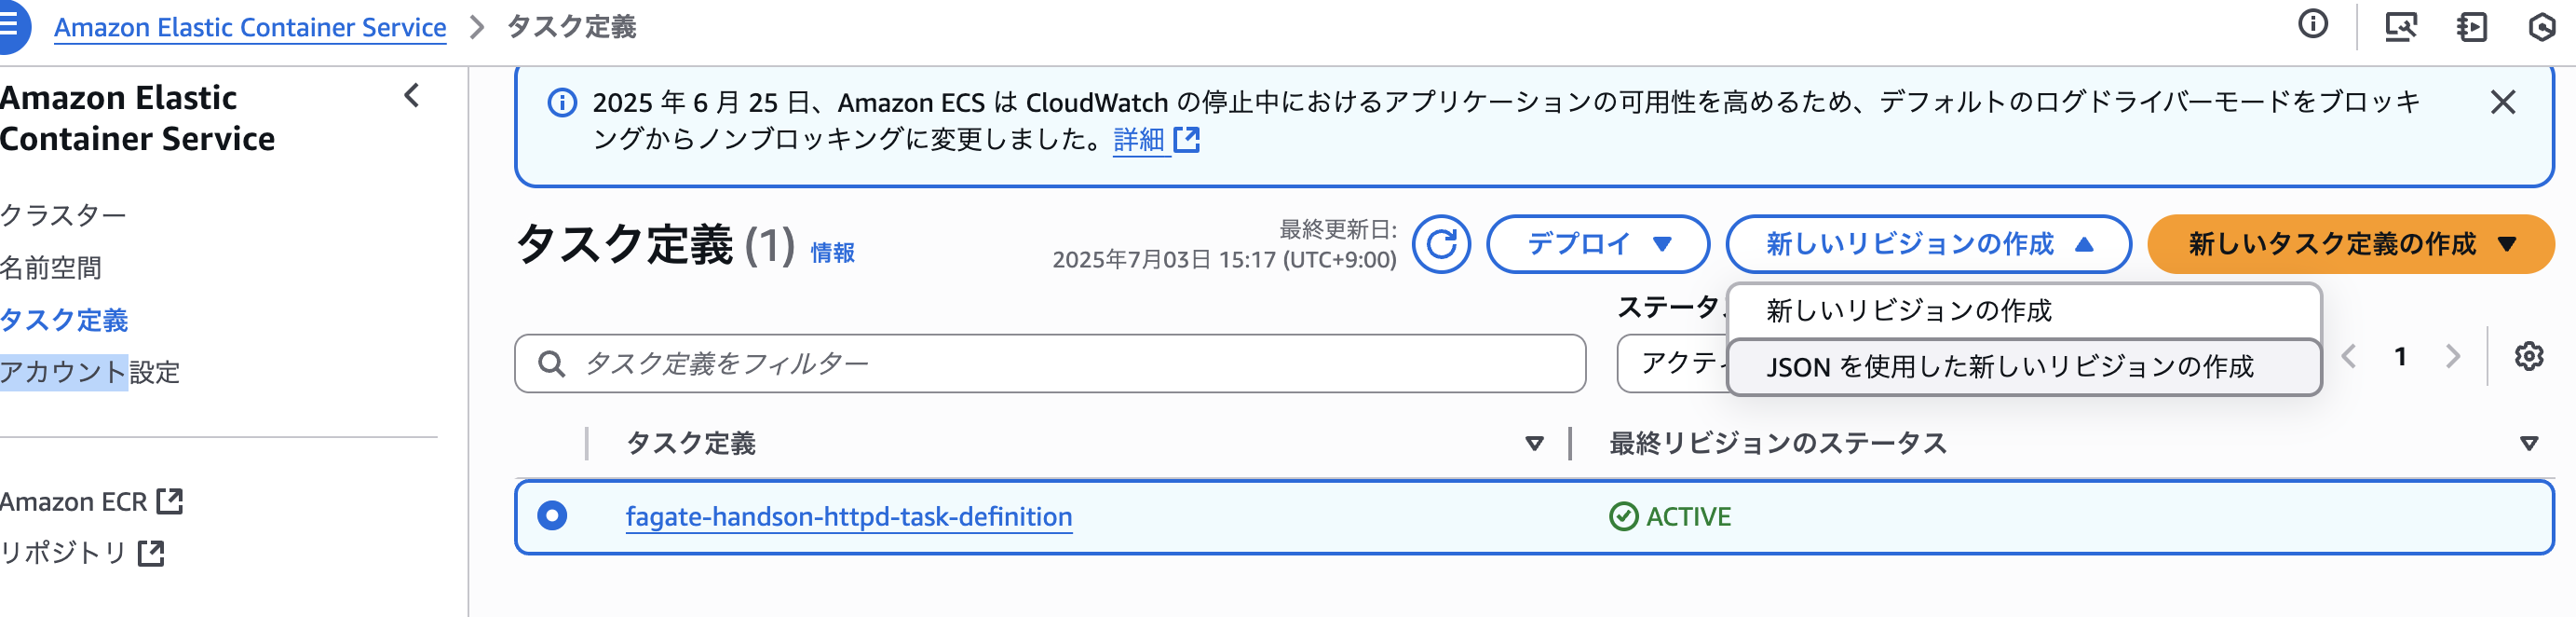 Amazon Elastic Container Service > タスク定義
Amazon Elastic
Container Service
クラスター
名前空間
タスク定義
アカウント設定
Amazon ECR
リポジトリ
2025 年 6 月 25 日、Amazon ECS は CloudWatch の停止中におけるアプリケーションの可用性を高めるため、デフォルトのログドライバーモードをブロッキ
ングからノンブロッキングに変更しました。詳細
タスク定義 (1) 情報
最終更新日:
2025年7月03日 15:17 (UTC+9:00)
デプロイ
新しいリビジョンの作成
新しいタスク定義の作成
新しいリビジョンの作成
JSON を使用した新しいリビジョンの作成
タスク定義をフィルター
ステータ
アクティ
1
タスク定義
最終リビジョンのステータス
fagate-handson-httpd-task-definition
ACTIVE